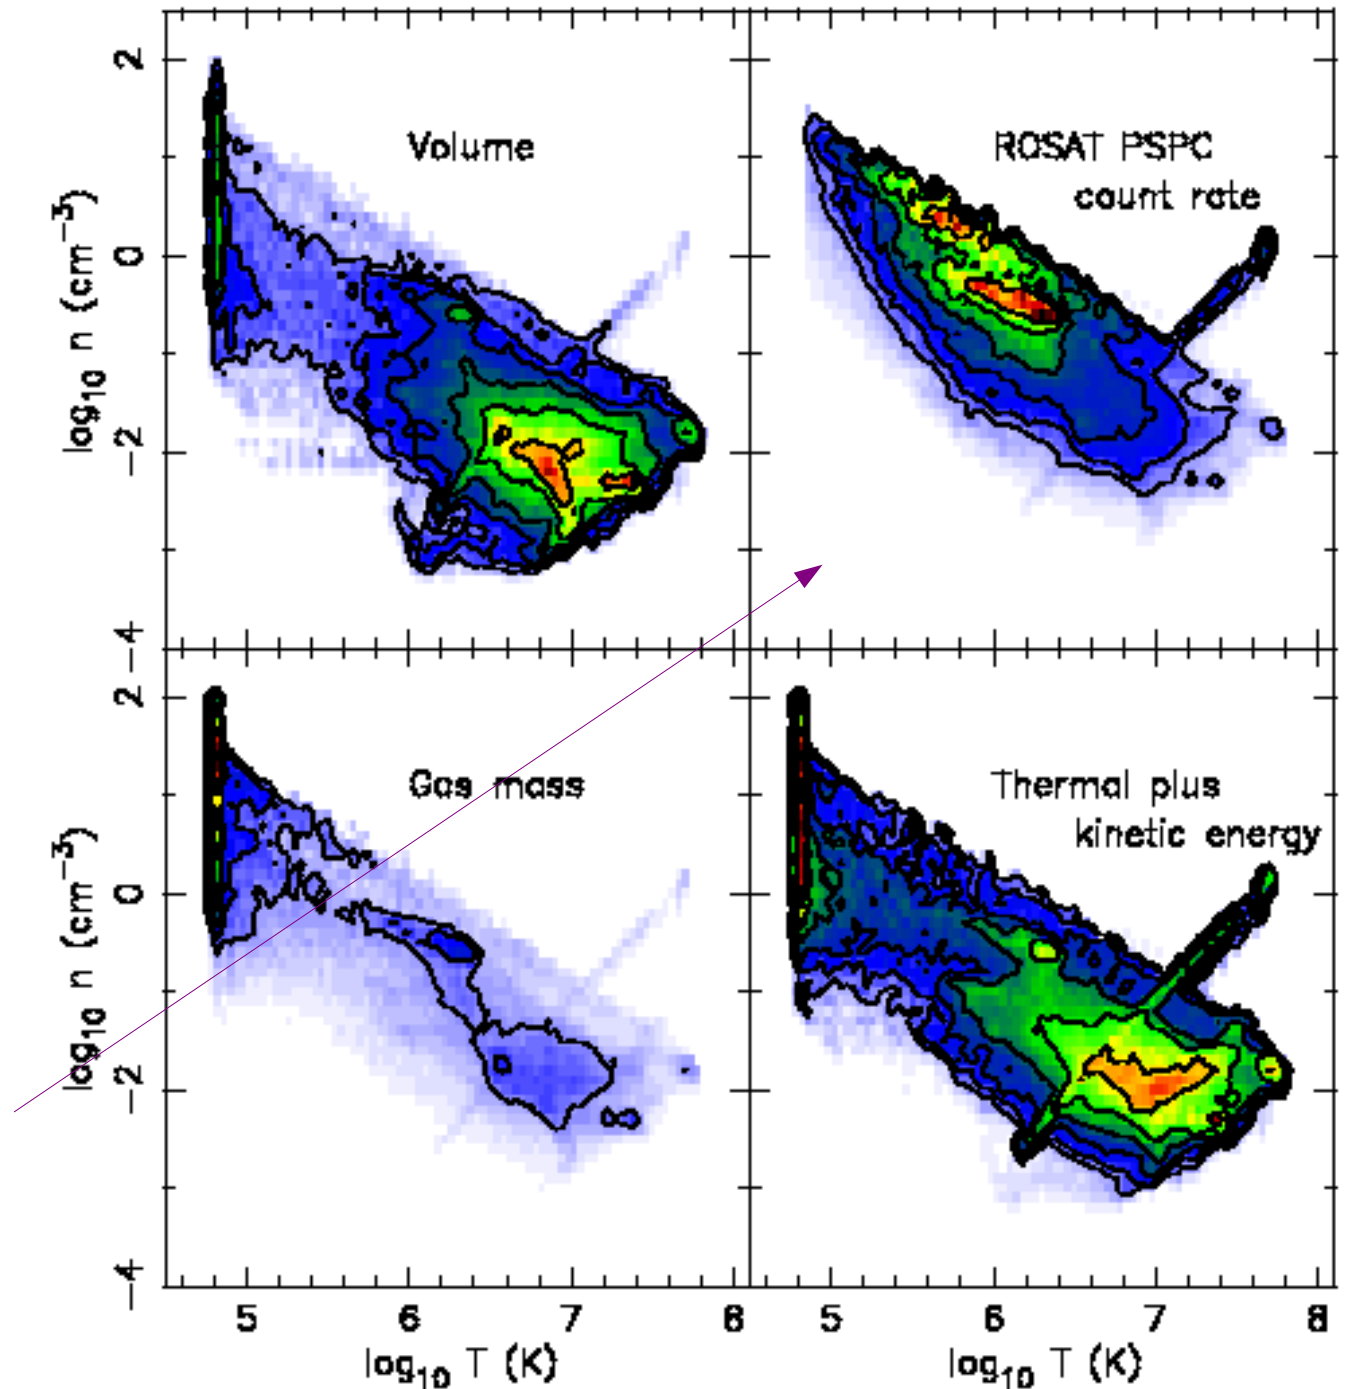 2
0
−2
−4
log10 n (cm−3)
Volume
ROSAT PSPC
count rate
2
0
−2
−4
log10 n (cm−3)
Gas mass
Thermal plus
kinetic energy
5 6 7 8
5 6 7 8
log10 T (K)
log10 T (K)